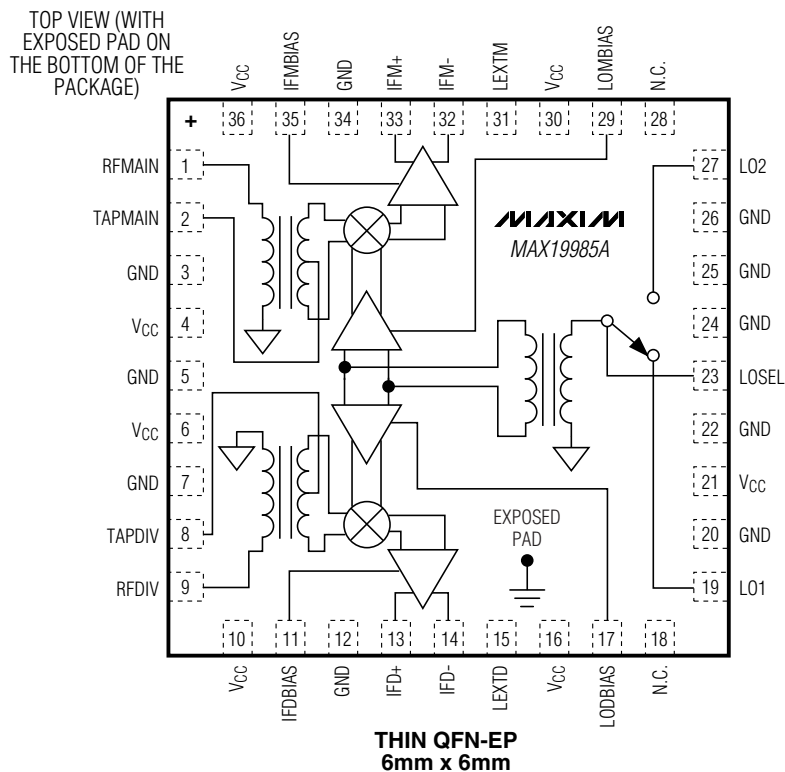 TOP VIEW (WITH
EXPOSED PAD ON
THE BOTTOM OF THE
PACKAGE)
VCC
IFMBIAS
GND
IFM+
IFM-
LEXTM
VCC
LOMBIAS
N.C.
+
36
35
34
33
32
31
30
29
28
RFMAIN 1
27 LO2
TAPMAIN 2
26 GND
MAXIM
MAX19985A
GND 3
25 GND
VCC 4
24 GND
GND 5
23 LOSEL
VCC 6
22 GND
GND 7
21 VCC
TAPDIV 8
20 GND
EXPOSED
PAD
RFDIV 9
19 LO1
10
11
12
13
14
15
16
17
18
VCC
IFDBIAS
GND
IFD+
IFD-
LEXTD
VCC
LODBIAS
N.C.
THIN QFN-EP
6mm x 6mm